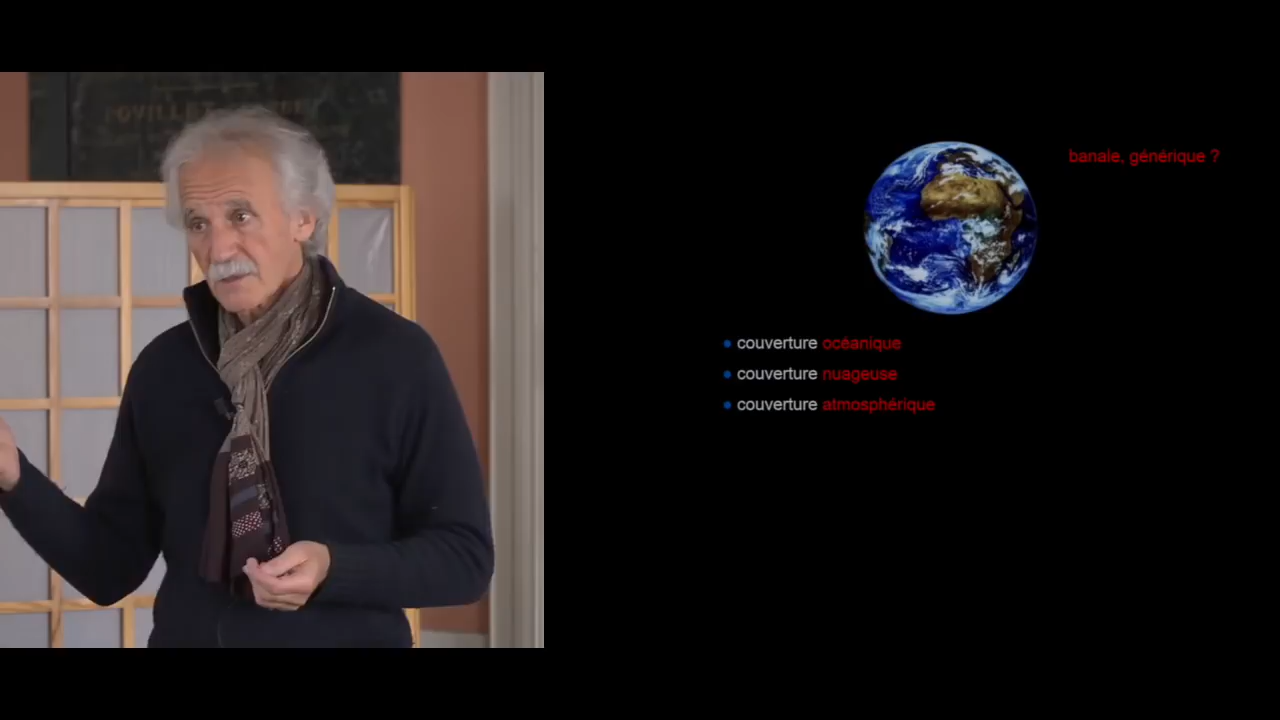 banale, générique ?
couverture océanique
couverture nuageuse
couverture atmosphérique